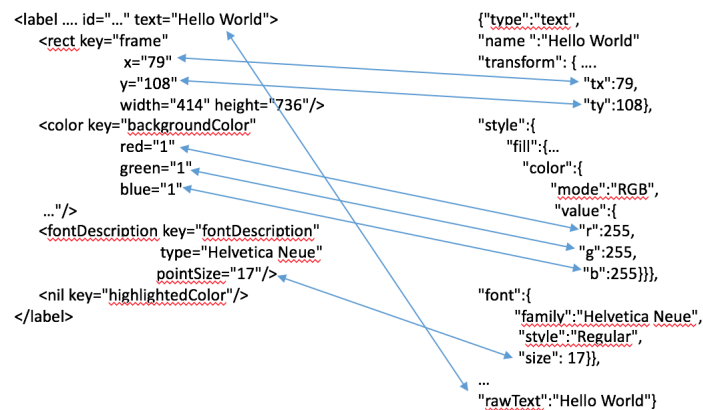 <label .... id="..." text="Hello World">
<rect key="frame"
x="79"
y="108"
width="414" height="736"/>
<color key="backgroundColor"
red="1"
green="1"
blue="1"
..."/>
<fontDescription key="fontDescription"
type="Helvetica Neue"
pointSize="17"/>
<nil key="highlightedColor"/>
</label>
{"type":"text",
"name ":"Hello World"
"transform": { ....
"tx":79,
"ty":108},
"style":{
"fill":{...
"color":{
"mode":"RGB",
"value":{
"r":255,
"g":255,
"b":255}}},
"font":{
"family":"Helvetica Neue",
"style":"Regular",
"size": 17}},
...
"rawText":"Hello World"}